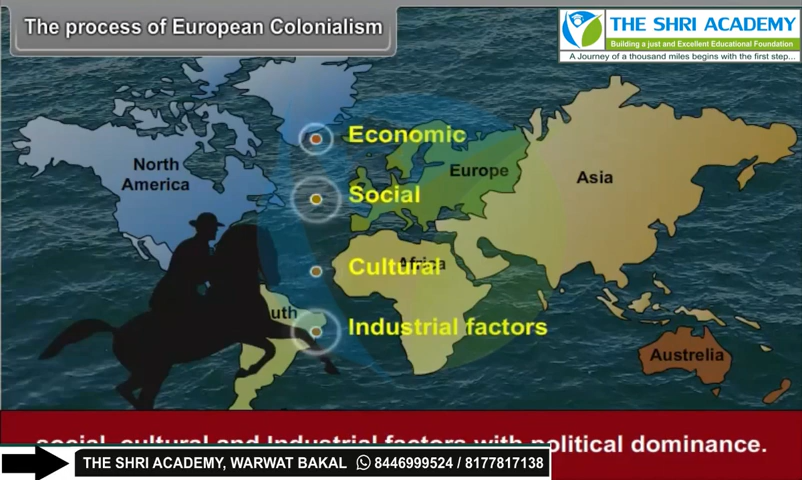 The process of European Colonialism
THE SHRI ACADEMY
Building a just and Excellent Educational Foundation
A Journey of a thousand miles begins with the first step...
Economic
North
America
Europe
Asia
Social
Africa
Cultural
uth
Industrial factors
Austrelia
social, cultural and Industrial factors with political dominance.
THE SHRI ACADEMY, WARWAT BAKAL 8446999524 / 8177817138